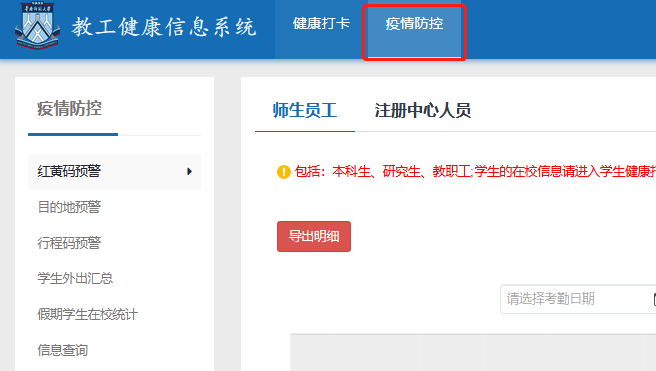 教工健康信息系统
健康打卡
疫情防控
疫情防控
红黄码预警
目的地预警
行程码预警
学生外出汇总
假期学生在校统计
信息查询
师生员工
注册中心人员
包括：本科生、研究生、教职工;学生的在校信息请进入学生健康
导出明细
请选择考勤日期